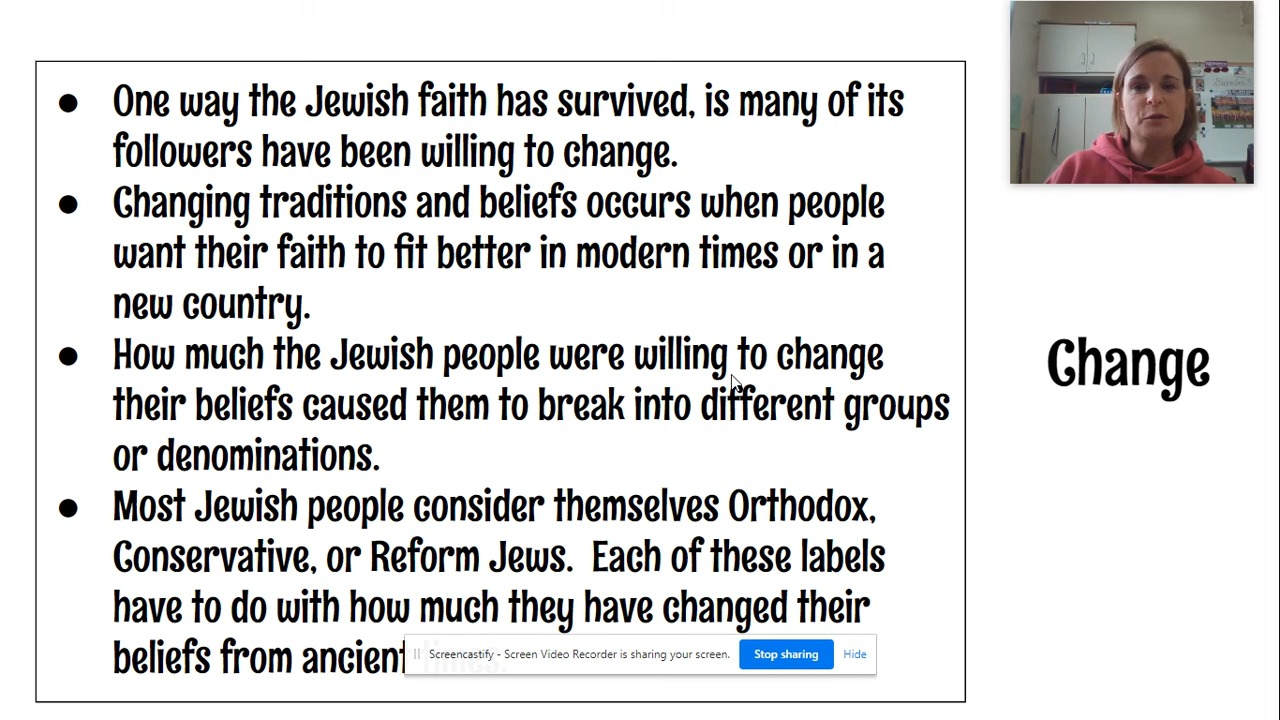 One way the Jewish faith has survived, is many of its
followers have been willing to change.
Changing traditions and beliefs occurs when people
want their faith to fit better in modern times or in a
new country.
How much the Jewish people were willing to change
their beliefs caused them to break into different groups
or denominations.
Most Jewish people consider themselves Orthodox,
Conservative, or Reform Jews. Each of these labels
have to do with how much they have changed their
beliefs from ancient times.
Screencastify - Screen Video Recorder is sharing your screen. Stop sharing Hide
Change